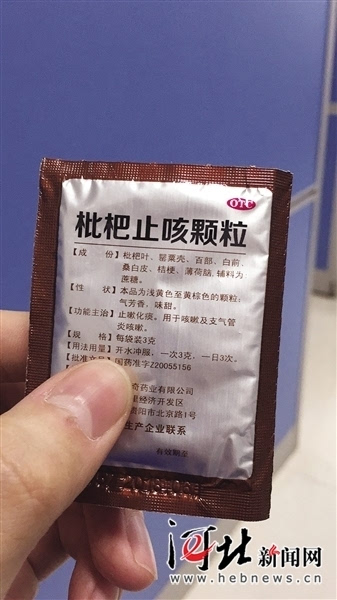 OTC
枇杷止咳颗粒
【成　份】枇杷叶、罂粟壳、百部、白前、
桑白皮、桔梗、薄荷脑,辅料为
蔗糖。
【性　状】本品为浅黄色至黄棕色的颗粒;
气芳香、味甜。
【功能主治】止嗽化痰。用于咳嗽及支气管
炎咳嗽。
【规　格】每袋装3克
【用法用量】开水冲服,一次3克,一日3次。
【批准文号】国药准字Z20055156
奇药业有限公司
经济开发区
贵阳市北京路1号
生产企业联系
河北新闻网
www.hebnews.cn